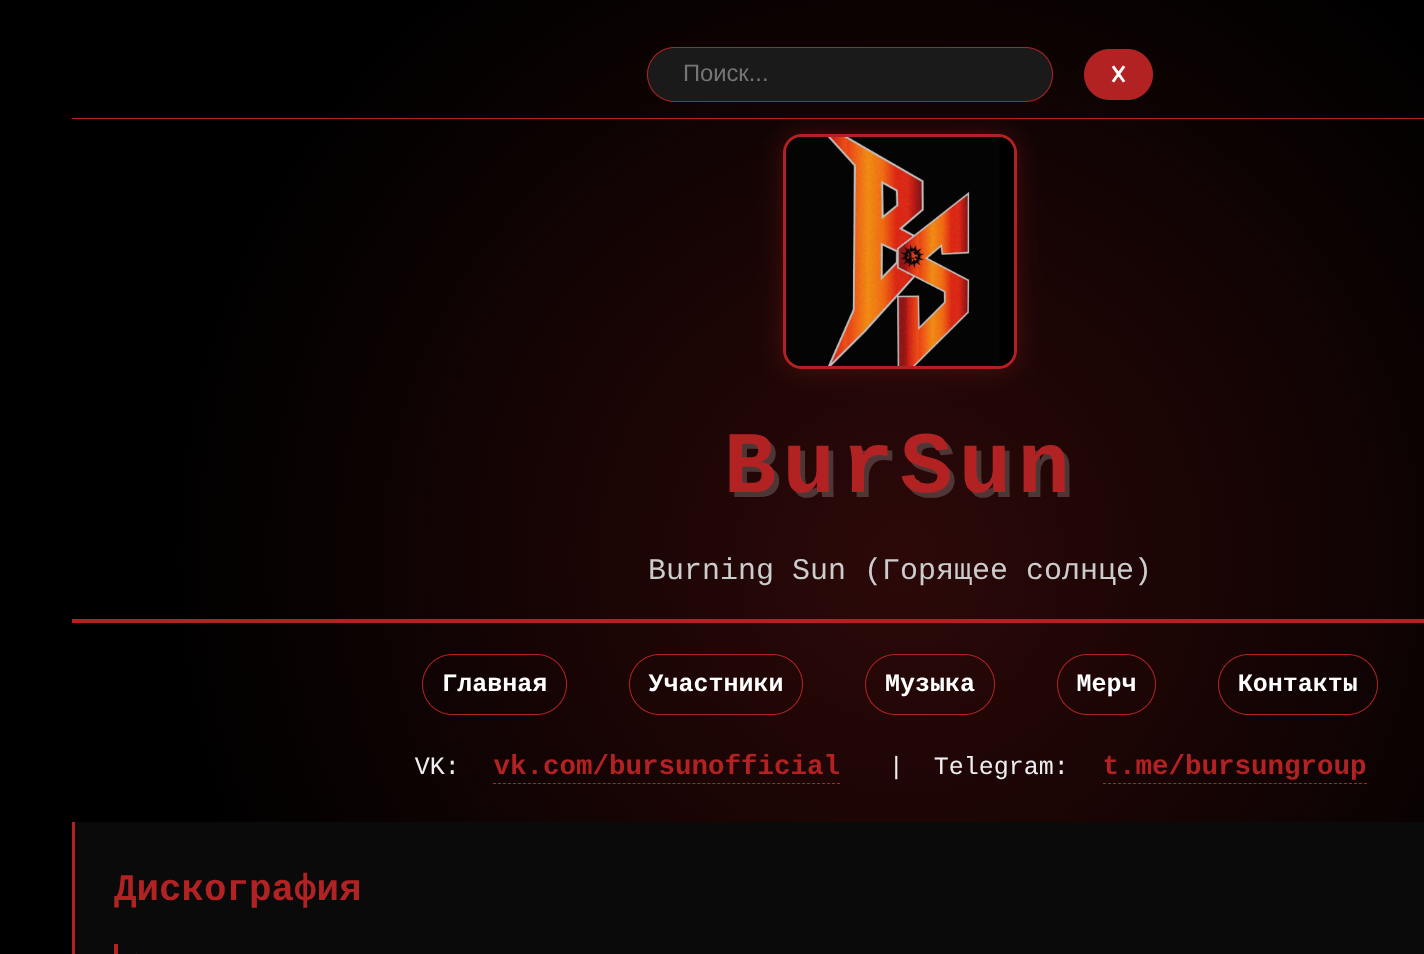 Поиск... X
BS
BurSun
Burning Sun (Горящее солнце)
Главная Участники Музыка Мерч Контакты
VK: vk.com/bursunofficial | Telegram: t.me/bursungroup
Дискография